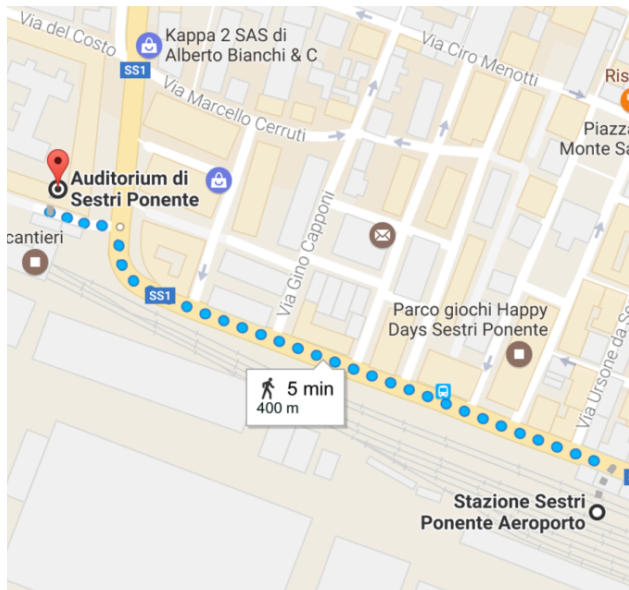 Via del Costo
Kappa 2 SAS di
Alberto Bianchi & C
SS1
Via Ciro Menotti
Via Marcello Cerruti
Ris
Piazza
Monte Sa
Auditorium di
Sestri Ponente
cantieri
SS1
Via Gino Capponi
Parco giochi Happy
Days Sestri Ponente
Via Ursone da Se
5 min
400 m
Stazione Sestri
Ponente Aeroporto